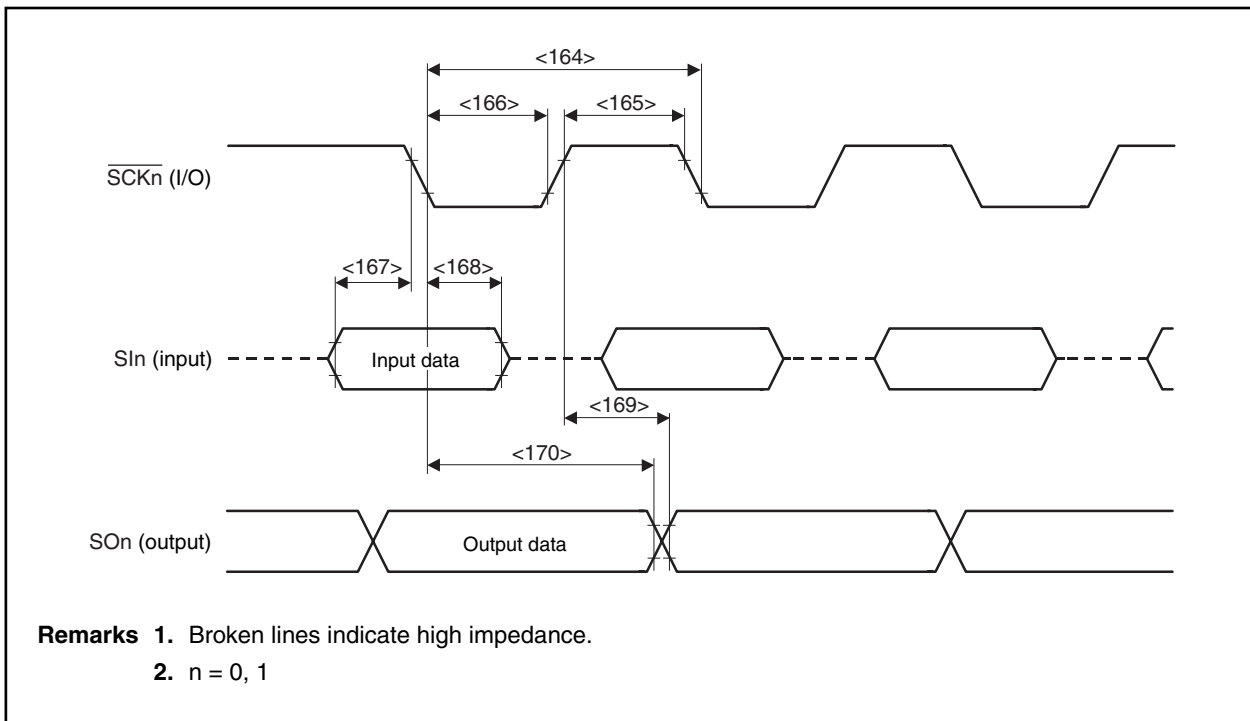 <164>
<166>
<165>
SCKn (I/O)
<167>
<168>
SIn (input)
Input data
<169>
<170>
SOn (output)
Output data
Remarks 1. Broken lines indicate high impedance.
2. n = 0, 1